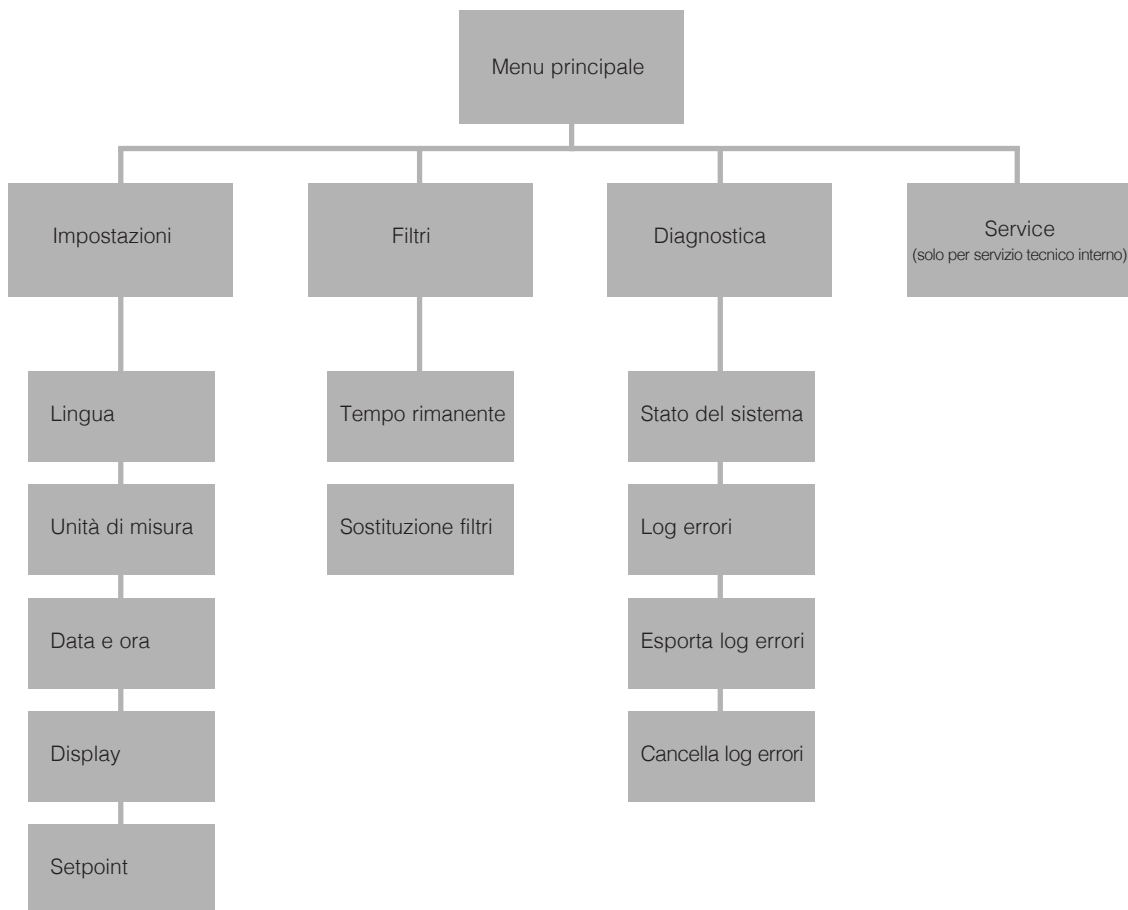 Menu principale
Impostazioni
Filtri
Diagnostica
Service
(solo per servizio tecnico interno)
Lingua
Tempo rimanente
Stato del sistema
Unità di misura
Sostituzione filtri
Log errori
Data e ora
Esporta log errori
Display
Cancella log errori
Setpoint